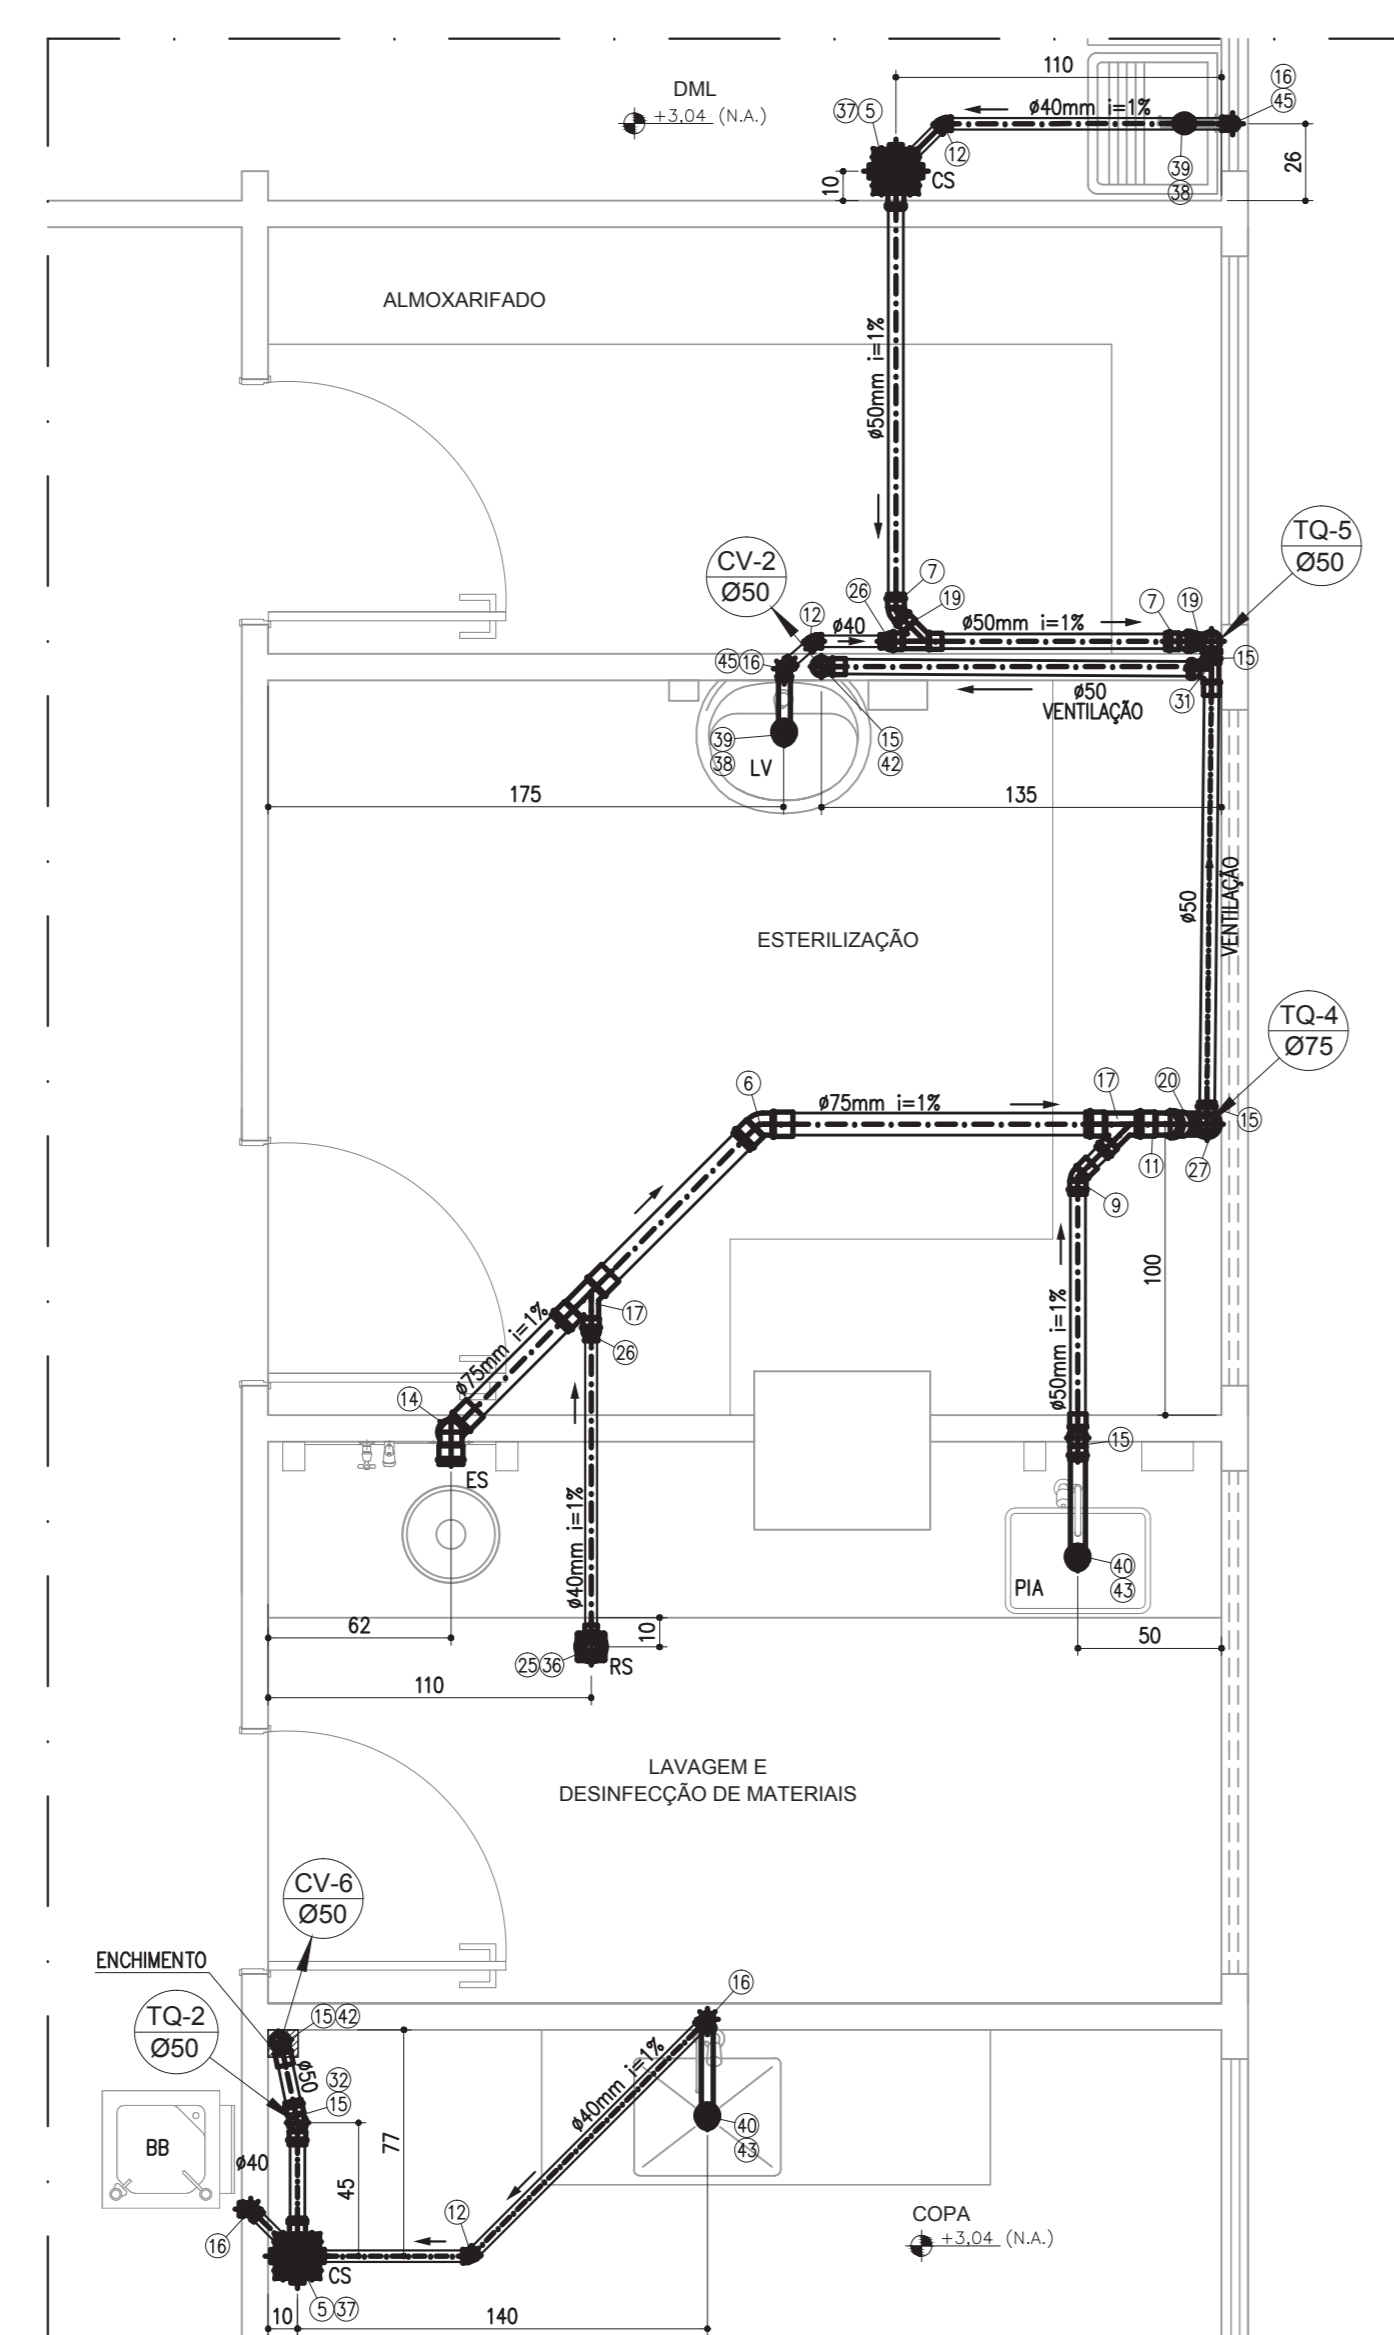 110
DML
+3,04 (N.A.)
ø40mm i=1%
16
45
37 5
12
39
38
26
10
CS
ALMOXARIFADO
ø50mm i=1%
TQ-5
Ø50
CV-2
Ø50
7
26
19
12
ø40
ø50mm i=1%
7
19
15
45 16
ø50
VENTILAÇÃO
31
39
38
LV
15
42
175
135
ø50
VENTILAÇÃO
ESTERILIZAÇÃO
TQ-4
Ø75
6
ø75mm i=1%
17
20
15
11
27
9
100
ø75mm i=1%
17
26
ø50mm i=1%
14
15
ES
ø40mm i=1%
40
43
PIA
62
10
50
25 36
RS
110
LAVAGEM E
DESINFECÇÃO DE MATERIAIS
CV-6
Ø50
ENCHIMENTO
16
TQ-2
Ø50
15 42
ø50
32
15
ø40mm i=1%
40
43
BB
ø40
77
45
12
COPA
+3,04 (N.A.)
16
CS
5 37
10
140